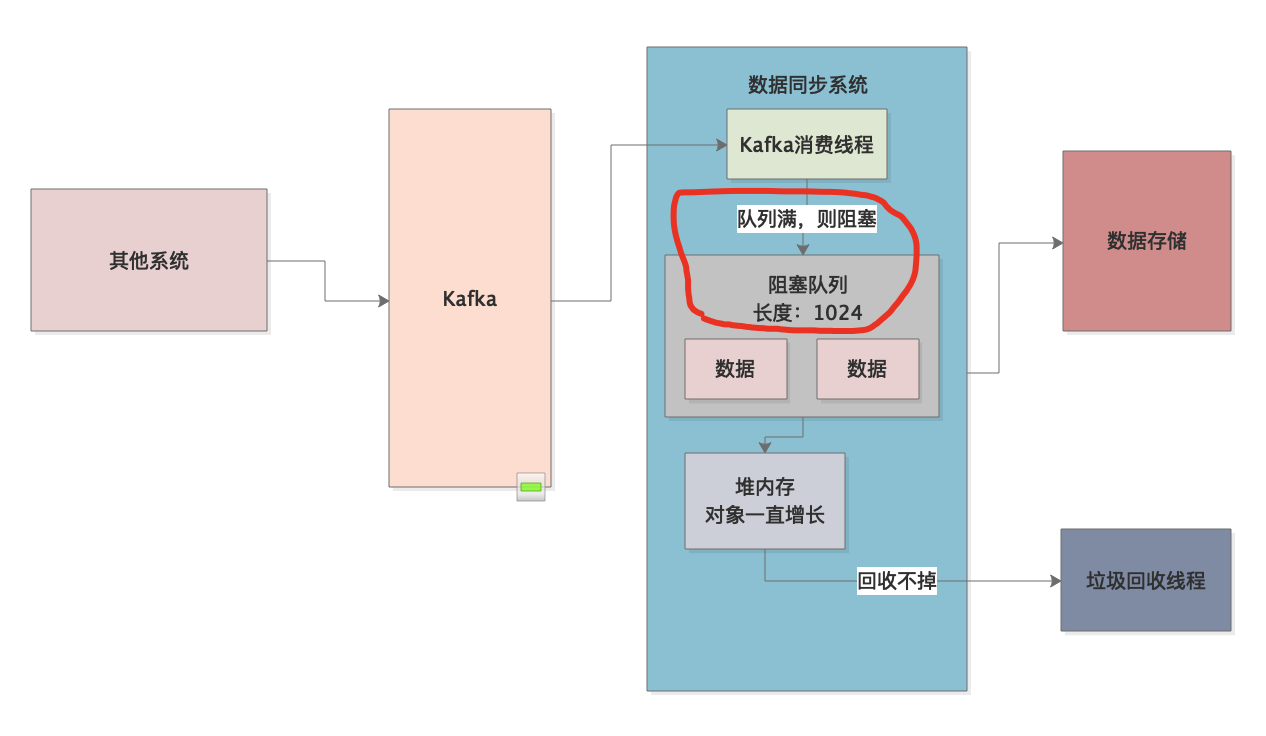 数据同步系统
Kafka消费线程
其他系统
Kafka
队列满，则阻塞
阻塞队列
长度：1024
数据
数据
数据存储
堆内存
对象一直增长
回收不掉
垃圾回收线程